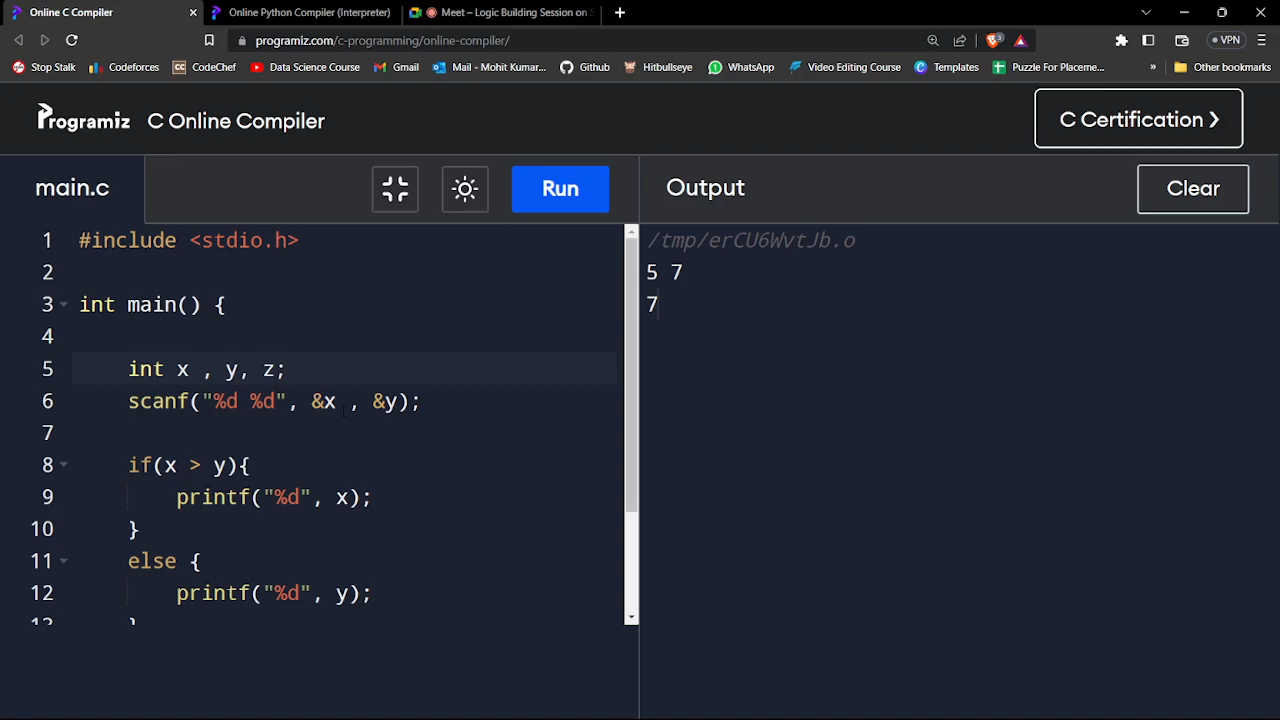 Online C Compiler
Online Python Compiler (Interpreter)
Meet – Logic Building Session on
programiz.com/c-programming/online-compiler/
3
VPN
Stop Stalk
Codeforces
CodeChef
Data Science Course
Gmail
Mail - Mohit Kumar...
Github
Hitbullseye
WhatsApp
Video Editing Course
Templates
Puzzle For Placeme...
»
Other bookmarks
Programiz
C Online Compiler
C Certification ❯
main.c
Run
Output
Clear
1 #include <stdio.h>
2
3 int main() {
4
5 int x , y, z;
6 scanf("%d %d", &x , &y);
7
8 if(x > y){
9 printf("%d", x);
10 }
11 else {
12 printf("%d", y);
13 }
/tmp/erCU6WvtJb.o
5 7
7